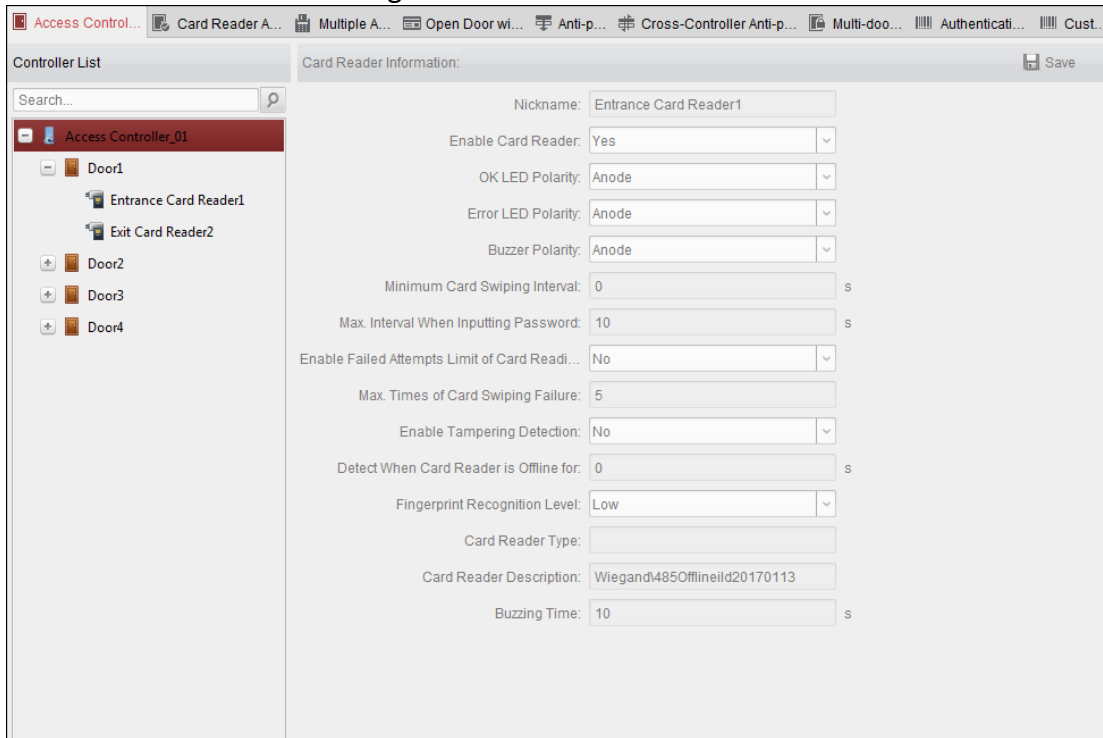 Access Control... Card Reader A... Multiple A... Open Door wi... Anti-p... Cross-Controller Anti-p... Multi-doo... Authenticati... Cust...
Controller List
Card Reader Information:
Save
Search...
Access Controller_01
Door1
Entrance Card Reader1
Exit Card Reader2
Door2
Door3
Door4
Nickname: Entrance Card Reader1
Enable Card Reader: Yes
OK LED Polarity: Anode
Error LED Polarity: Anode
Buzzer Polarity: Anode
Minimum Card Swiping Interval: 0 s
Max. Interval When Inputting Password: 10 s
Enable Failed Attempts Limit of Card Readi... No
Max. Times of Card Swiping Failure: 5
Enable Tampering Detection: No
Detect When Card Reader is Offline for: 0 s
Fingerprint Recognition Level: Low
Card Reader Type:
Card Reader Description: Wiegand\485Offlineild20170113
Buzzing Time: 10 s